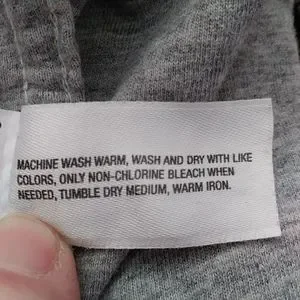 MACHINE WASH WARM, WASH AND DRY WITH LIKE
COLORS, ONLY NON-CHLORINE BLEACH WHEN
NEEDED, TUMBLE DRY MEDIUM, WARM IRON.